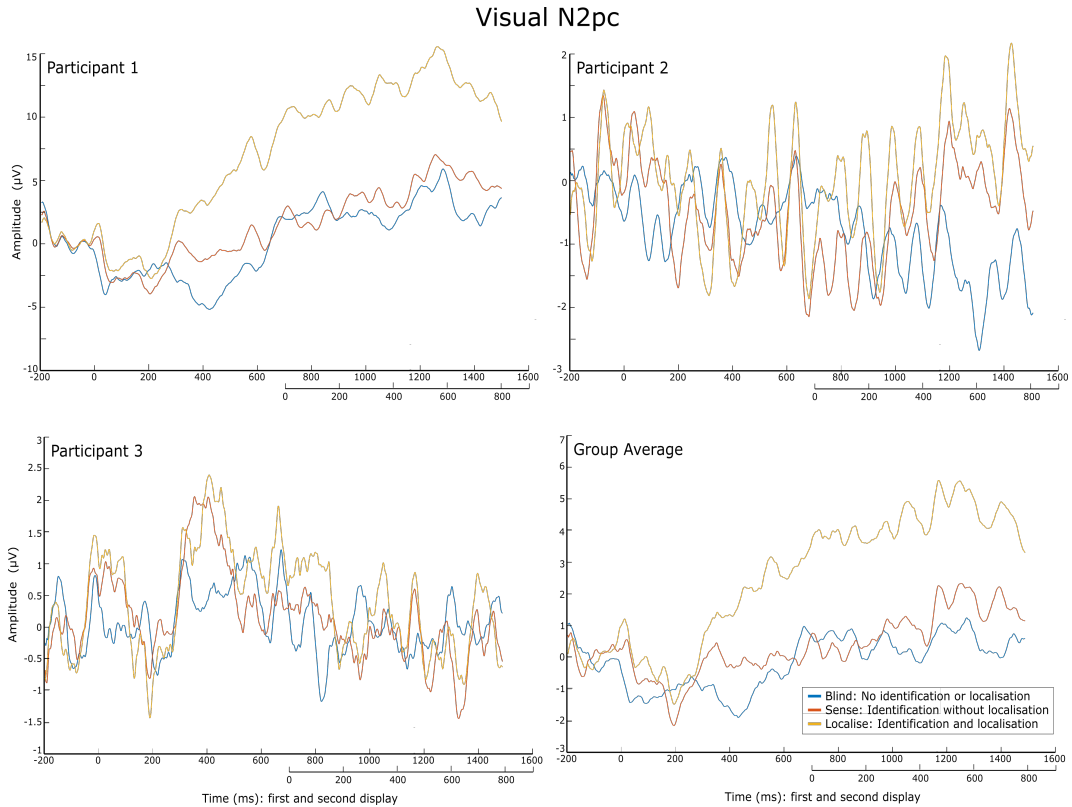 Visual N2pc
Participant 1
15
10
5
0
-5
-10
Amplitude (µV)
-200 0 200 400 600 800 1000 1200 1400 1600
0 200 400 600 800
Participant 2
2
1
0
-1
-2
-3
-200 0 200 400 600 800 1000 1200 1400 1600
0 200 400 600 800
Participant 3
3
2.5
2
1.5
1
0.5
0
-0.5
-1
-1.5
-1
Amplitude (µV)
-200 0 200 400 600 800 1000 1200 1400 1600
0 200 400 600 800
Time (ms): first and second display
Group Average
7
6
5
4
3
2
1
0
-1
-2
-3
Blind: No identification or localisation
Sense: Identification without localisation
Localise: Identification and localisation
-200 0 200 400 600 800 1000 1200 1400 1600
0 200 400 600 800
Time (ms): first and second display